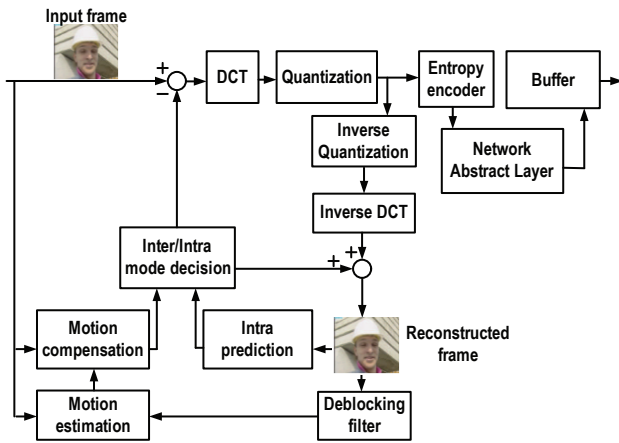 Input frame
+
−
DCT
Quantization
Entropy
encoder
Buffer
Inverse
Quantization
Network
Abstract Layer
Inverse DCT
Inter/Intra
mode decision
+
+
Motion
compensation
Intra
prediction
Reconstructed
frame
Motion
estimation
Deblocking
filter